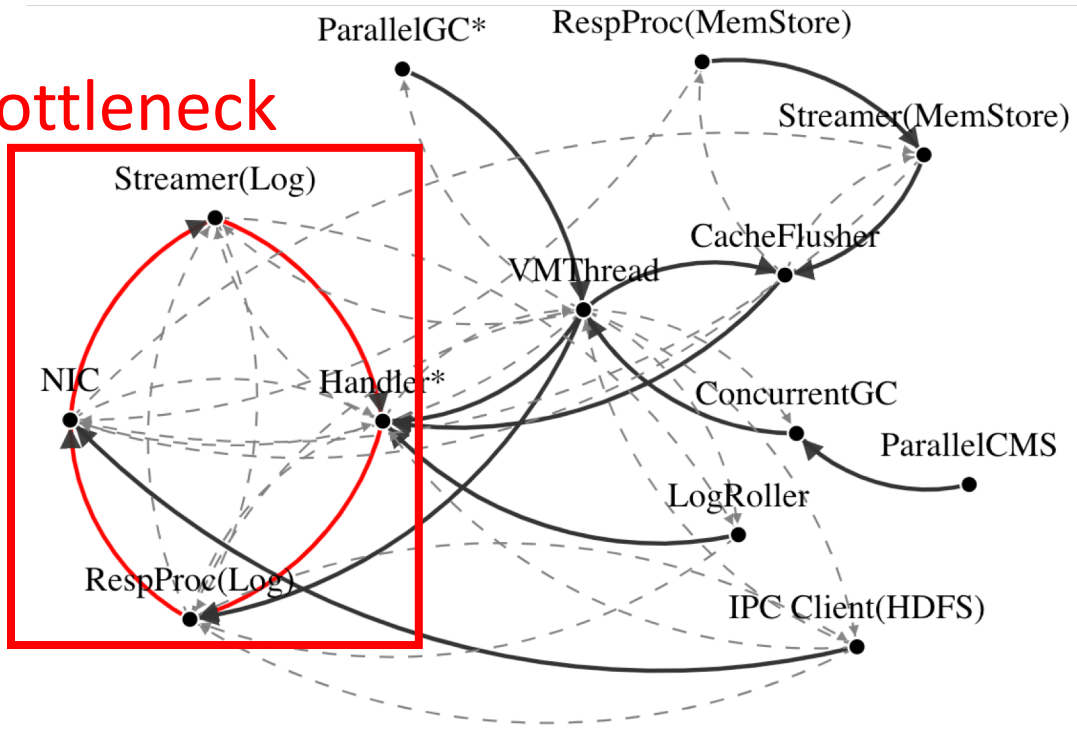 ParallelGC*
RespProc(MemStore)
ottleneck
Streamer(MemStore)
Streamer(Log)
CacheFlusher
VMThread
NIC
Handler*
ConcurrentGC
ParallelCMS
LogRoller
RespProc(Log)
IPC Client(HDFS)